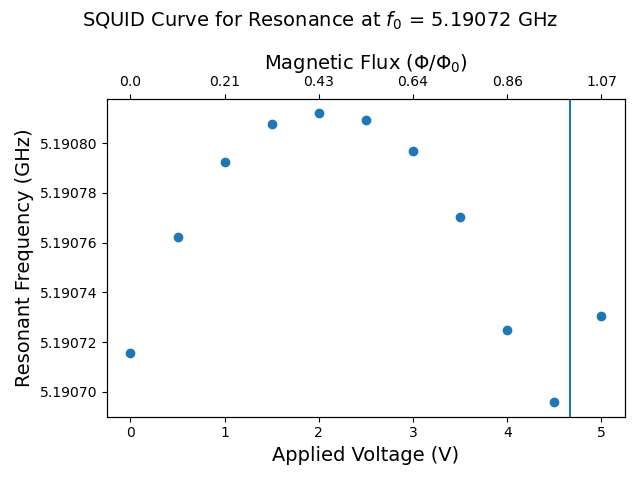 SQUID Curve for Resonance at f₀ = 5.19072 GHz
Magnetic Flux (Φ/Φ₀)
0.0 0.21 0.43 0.64 0.86 1.07
Resonant Frequency (GHz)
5.19080
5.19078
5.19076
5.19074
5.19072
5.19070
0 1 2 3 4 5
Applied Voltage (V)